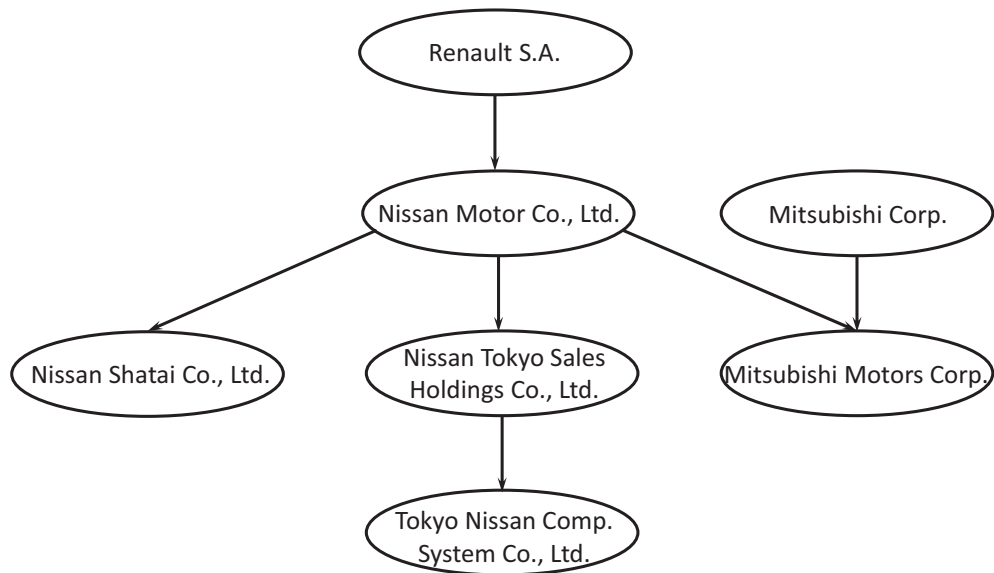 Renault S.A.
Nissan Motor Co., Ltd.
Mitsubishi Corp.
Nissan Shatai Co., Ltd.
Nissan Tokyo Sales
Holdings Co., Ltd.
Mitsubishi Motors Corp.
Tokyo Nissan Comp.
System Co., Ltd.